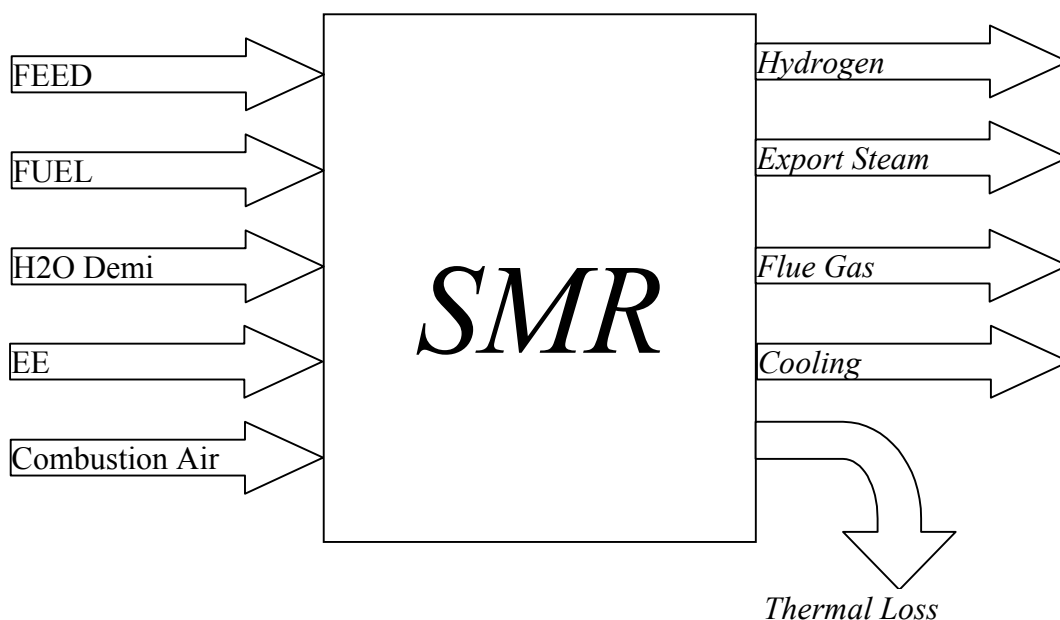 FEED
FUEL
H2O Demi
EE
Combustion Air
SMR
Hydrogen
Export Steam
Flue Gas
Cooling
Thermal Loss